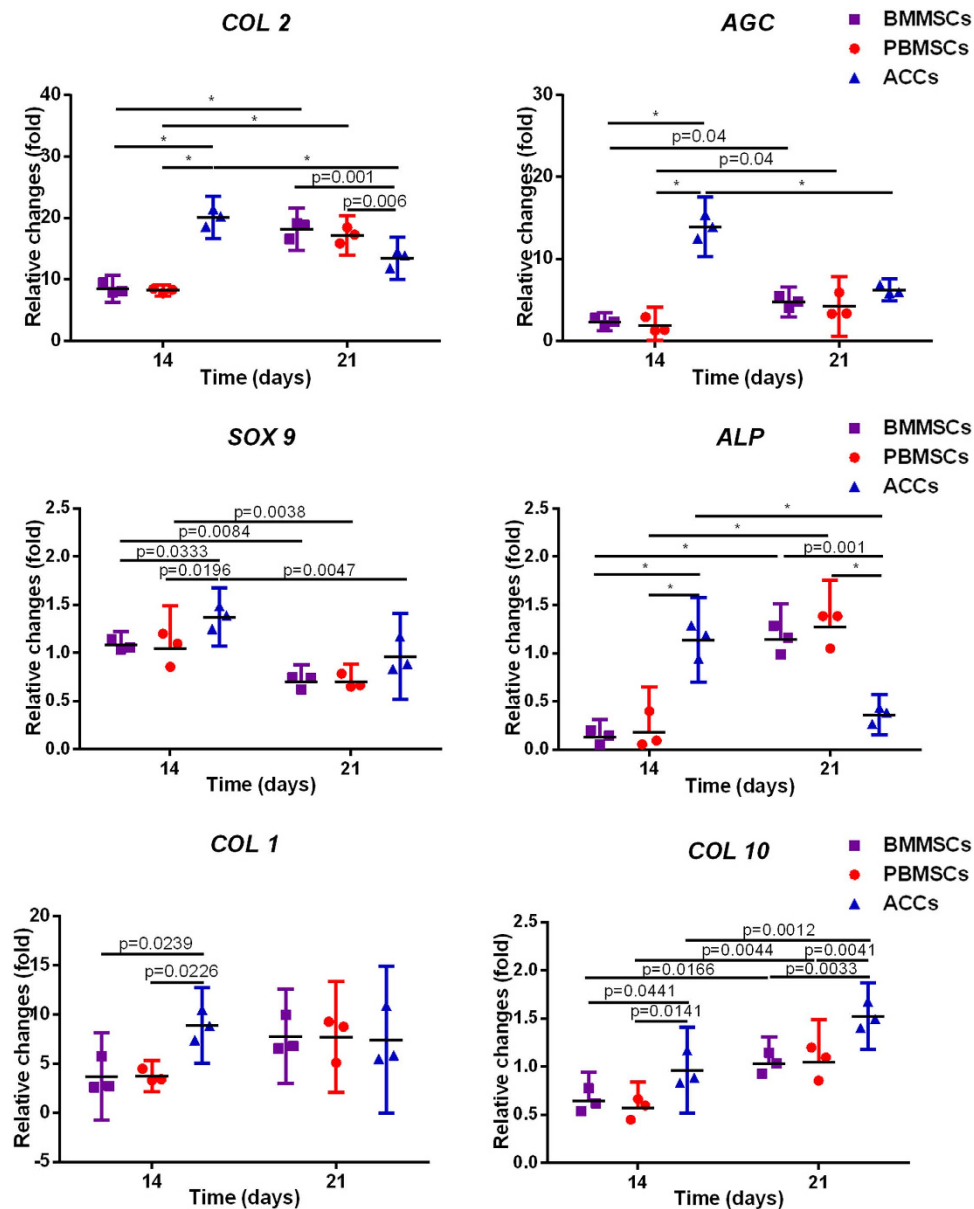 COL 2
AGC
BMMSCs
PBMSCs
ACCs
Relative changes (fold)
40
30
20
10
0
*
*
*
*
*
p=0.001
p=0.006
14
21
Time (days)
Relative changes (fold)
30
20
10
0
*
p=0.04
p=0.04
*
*
14
21
Time (days)
SOX 9
ALP
BMMSCs
PBMSCs
ACCs
Relative changes (fold)
2.5
2.0
1.5
1.0
0.5
0.0
p=0.0038
p=0.0084
p=0.0333
p=0.0196
p=0.0047
14
21
Time (days)
Relative changes (fold)
2.5
2.0
1.5
1.0
0.5
0.0
*
*
*
p=0.001
*
*
*
14
21
Time (days)
COL 1
COL 10
BMMSCs
PBMSCs
ACCs
Relative changes (fold)
20
15
10
5
0
-5
p=0.0239
p=0.0226
14
21
Time (days)
Relative changes (fold)
2.5
2.0
1.5
1.0
0.5
0.0
p=0.0012
p=0.0044
p=0.0041
p=0.0166
p=0.0033
p=0.0441
p=0.0141
14
21
Time (days)